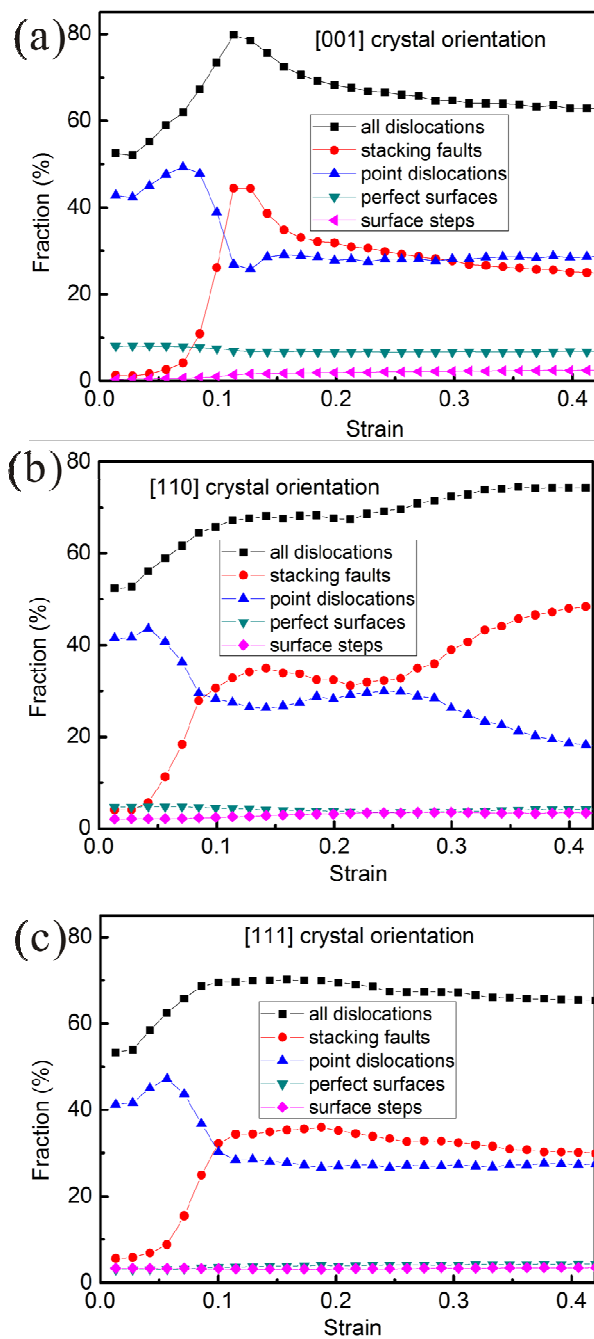 (a)
[001] crystal orientation
all dislocations
stacking faults
point dislocations
perfect surfaces
surface steps
Fraction (%)
80
60
40
20
0
0.0 0.1 0.2 0.3 0.4
Strain
(b)
[110] crystal orientation
all dislocations
stacking faults
point dislocations
perfect surfaces
surface steps
Fraction (%)
80
60
40
20
0
0.0 0.1 0.2 0.3 0.4
Strain
(c)
[111] crystal orientation
all dislocations
stacking faults
point dislocations
perfect surfaces
surface steps
Fraction (%)
80
60
40
20
0
0.0 0.1 0.2 0.3 0.4
Strain